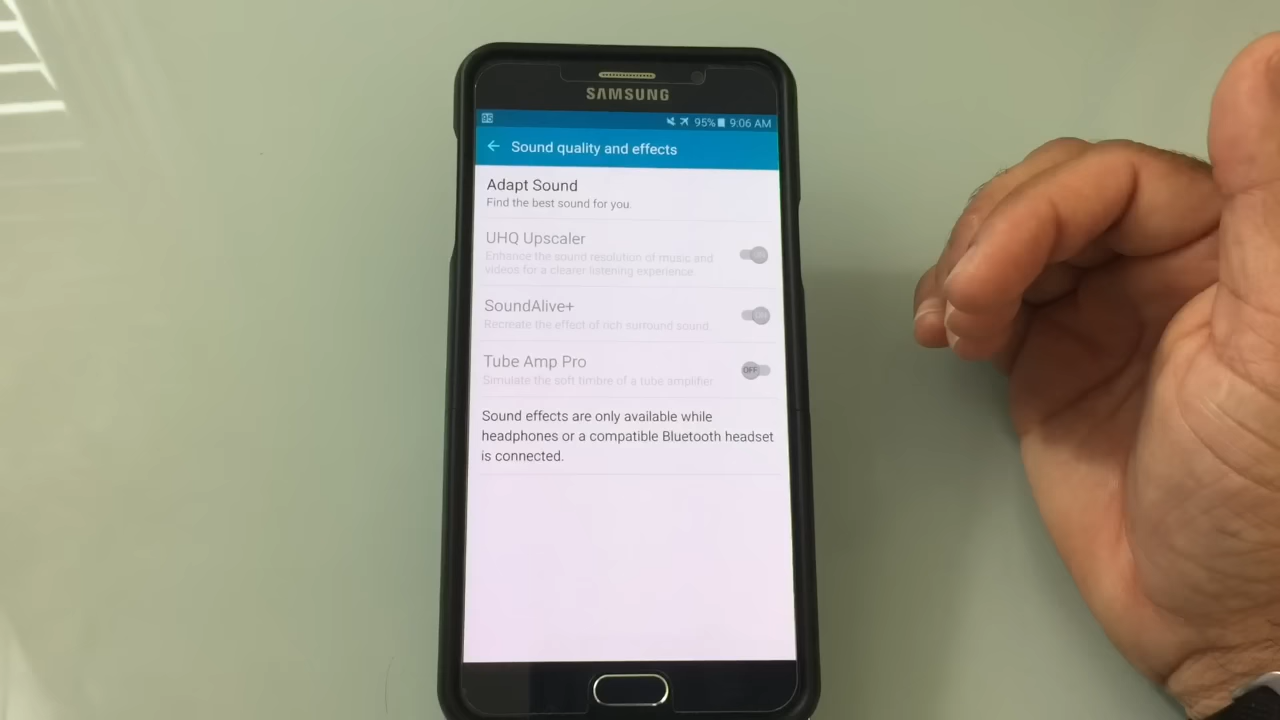 SAMSUNG
95 95% 9:06 AM
Sound quality and effects
Adapt Sound
Find the best sound for you.
UHQ Upscaler
Enhance the sound resolution of music and
videos for a clearer listening experience.
ON
SoundAlive+
Recreate the effect of rich surround sound.
ON
Tube Amp Pro
Simulate the soft timbre of a tube amplifier.
OFF
Sound effects are only available while
headphones or a compatible Bluetooth headset
is connected.